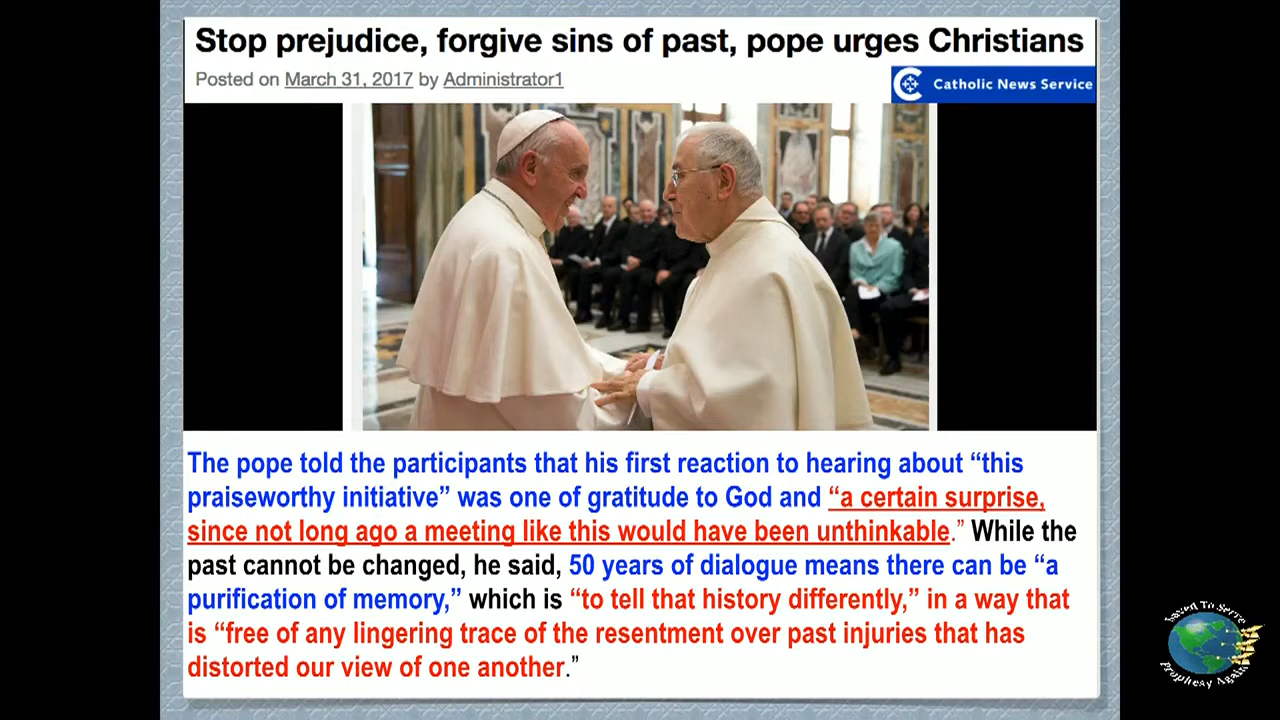 Stop prejudice, forgive sins of past, pope urges Christians
Posted on March 31, 2017 by Administrator1
Catholic News Service
The pope told the participants that his first reaction to hearing about “this
praiseworthy initiative” was one of gratitude to God and “a certain surprise,
since not long ago a meeting like this would have been unthinkable.” While the
past cannot be changed, he said, 50 years of dialogue means there can be “a
purification of memory,” which is “to tell that history differently,” in a way that
is “free of any lingering trace of the resentment over past injuries that has
distorted our view of one another.”
Saved To Serve
Prophesy Again